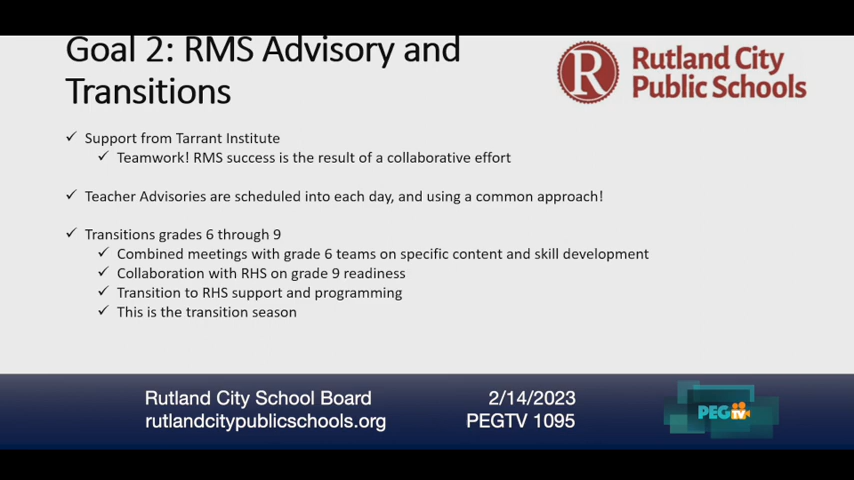 Goal 2: RMS Advisory and
Transitions
R
Rutland City
Public Schools
✓ Support from Tarrant Institute
✓ Teamwork! RMS success is the result of a collaborative effort
✓ Teacher Advisories are scheduled into each day, and using a common approach!
✓ Transitions grades 6 through 9
✓ Combined meetings with grade 6 teams on specific content and skill development
✓ Collaboration with RHS on grade 9 readiness
✓ Transition to RHS support and programming
✓ This is the transition season
Rutland City School Board
rutlandcitypublicschools.org
2/14/2023
PEGTV 1095
PEGTV